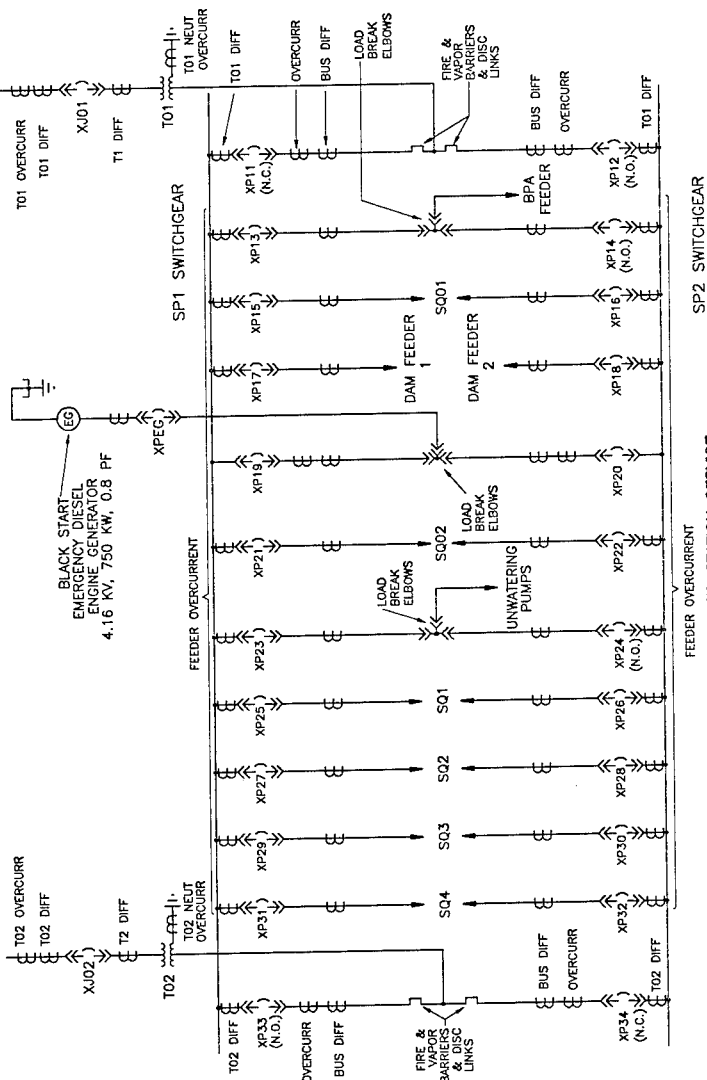 T01 OVERCURR
T01 DIFF
XJ01
T1 DIFF
T01
T01 NEUT
OVERCURR
T01 DIFF
OVERCURR
BUS DIFF
LOAD
BREAK
ELBOWS
FIRE &
VAPOR
BARRIERS
& DISC
LINKS
SP1 SWITCHGEAR
XP11
(N.C.)
XP13
XP15
XP17
XP19
XP21
XP23
XP25
XP27
XP29
XP31
XP33
(N.O.)
BLACK START
EMERGENCY DIESEL
ENGINE GENERATOR
4.16 KV, 750 KW, 0.8 PF
EG
XPEG
FEEDER OVERCURRENT
T02 OVERCURR
T02 DIFF
XJ02
T2 DIFF
T02
T02 NEUT
OVERCURR
T02 DIFF
OVERCURR
BUS DIFF
FIRE &
VAPOR
BARRIERS
& DISC
LINKS
BPA
FEEDER
SQ01
DAM FEEDER
1
DAM FEEDER
2
LOAD
BREAK
ELBOWS
SQ02
LOAD
BREAK
ELBOWS
UNWATERING
PUMPS
SQ1
SQ2
SQ3
SQ4
BUS DIFF
OVERCURR
XP12
(N.O.)
T01 DIFF
XP14
(N.O.)
XP16
XP18
XP20
XP22
XP24
(N.O.)
XP26
XP28
XP30
XP32
BUS DIFF
OVERCURR
XP34
(N.C.)
T02 DIFF
SP2 SWITCHGEAR
FEEDER OVERCURRENT